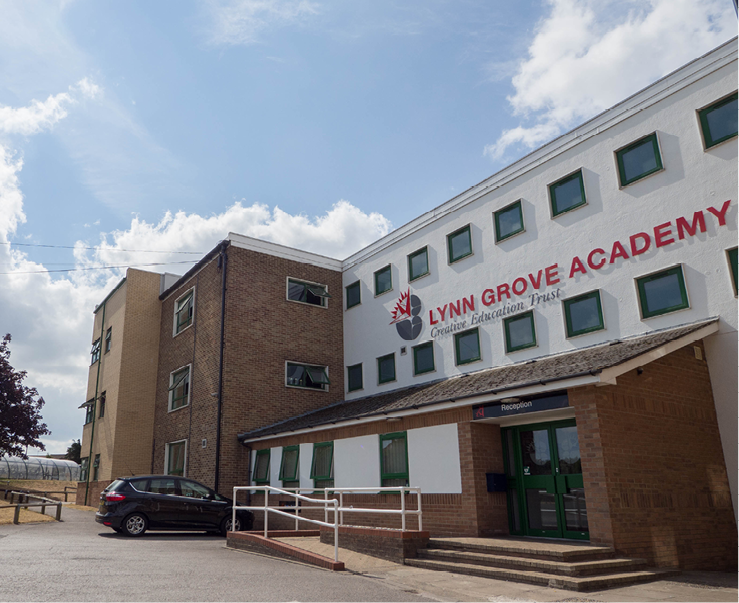 LYNN GROVE ACADEMY
Creative Education Trust
Reception